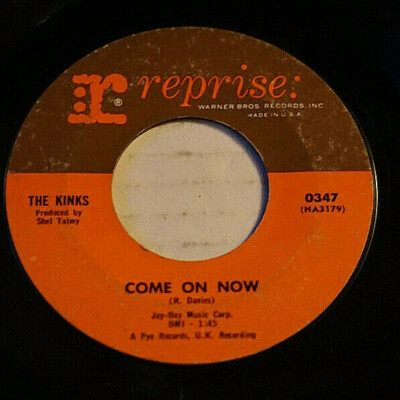 r® reprise:
WARNER BROS RECORDS, INC
MADE IN U.S.A
THE KINKS
Produced by
Shel Talmy
0347
(HA3179)
COME ON NOW
(R. Davies)
Jay-Boy Music Corp.
BMI - 1:45
A Pye Records, U.K. Recording